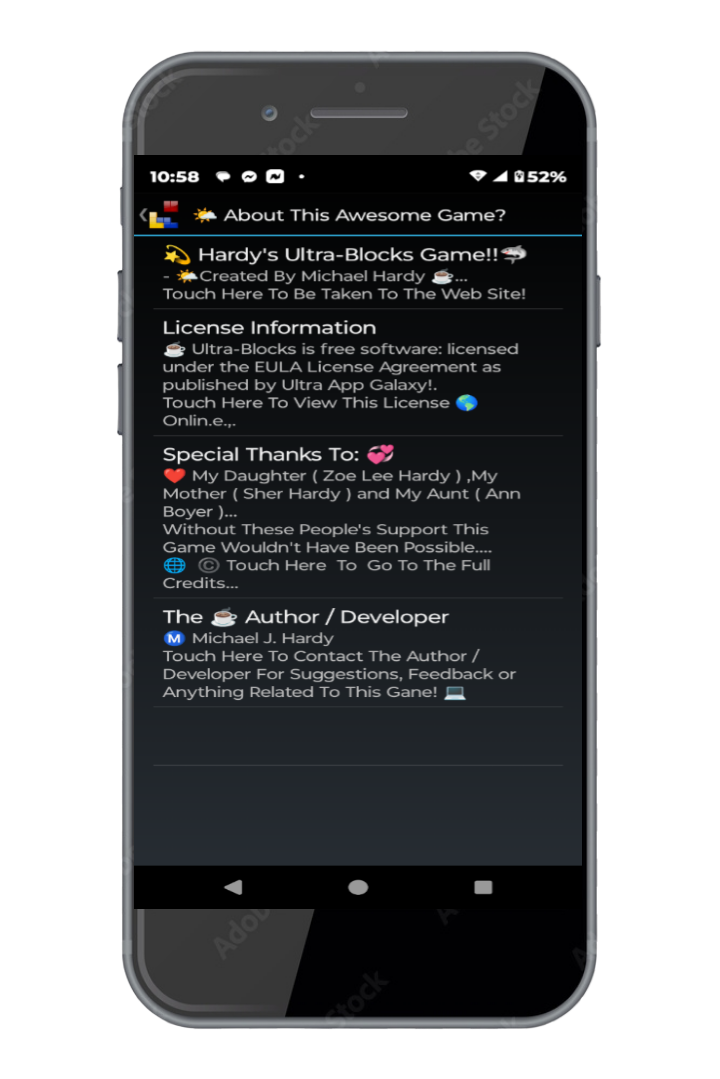 10:58
52%
🌤 About This Awesome Game?
💫 Hardy's Ultra-Blocks Game!!🦈
- 🌤Created By Michael Hardy ☕...
Touch Here To Be Taken To The Web Site!
License Information
☕ Ultra-Blocks is free software: licensed
under the EULA License Agreement as
published by Ultra App Galaxy!.
Touch Here To View This License 🌎
Onlin.e.,.
Special Thanks To: 💞
❤️ My Daughter ( Zoe Lee Hardy ) ,My
Mother ( Sher Hardy ) and My Aunt ( Ann
Boyer )...
Without These People's Support This
Game Wouldn't Have Been Possible....
🌐 © Touch Here To Go To The Full
Credits...
The ☕ Author / Developer
Ⓜ️ Michael J. Hardy
Touch Here To Contact The Author /
Developer For Suggestions, Feedback or
Anything Related To This Gane! 💻